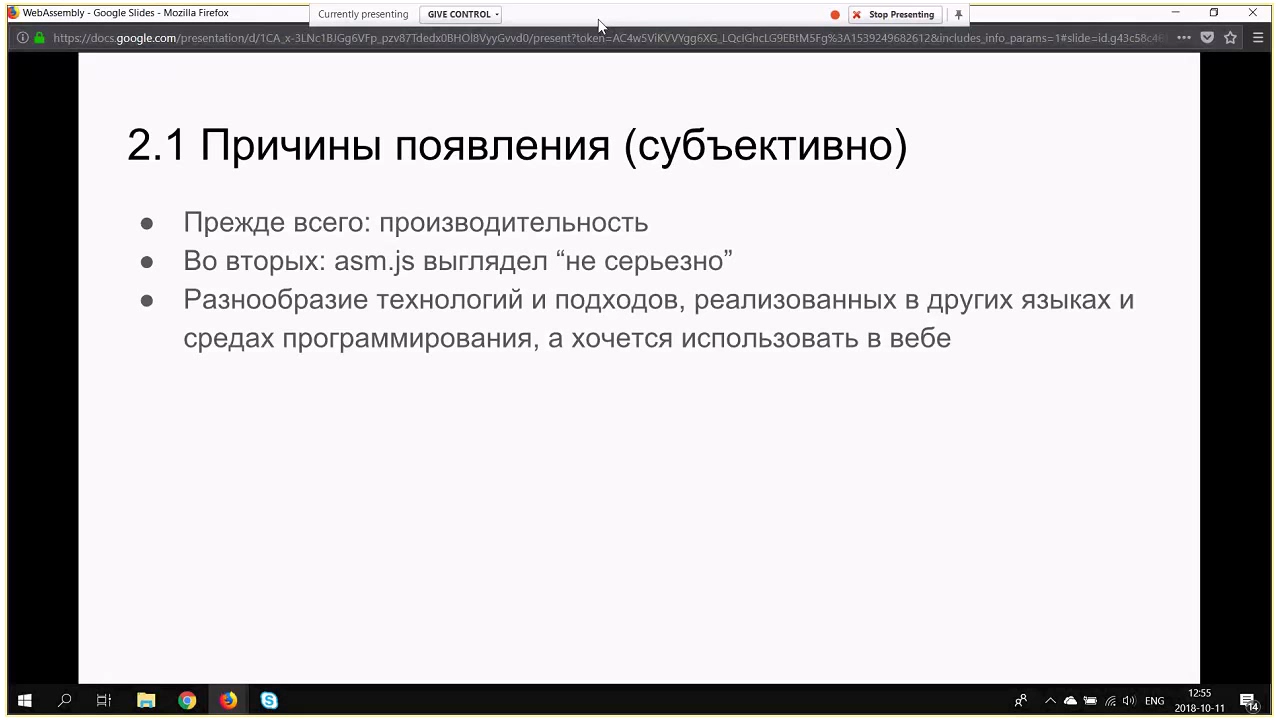 WebAssembly - Google Slides - Mozilla Firefox
Currently presenting
GIVE CONTROL
Stop Presenting
2.1 Причины появления (субъективно)
● Прежде всего: производительность
● Во вторых: asm.js выглядел “не серьезно”
● Разнообразие технологий и подходов, реализованных в других языках и
средах программирования, а хочется использовать в вебе
ENG
12:55
2018-10-11
14